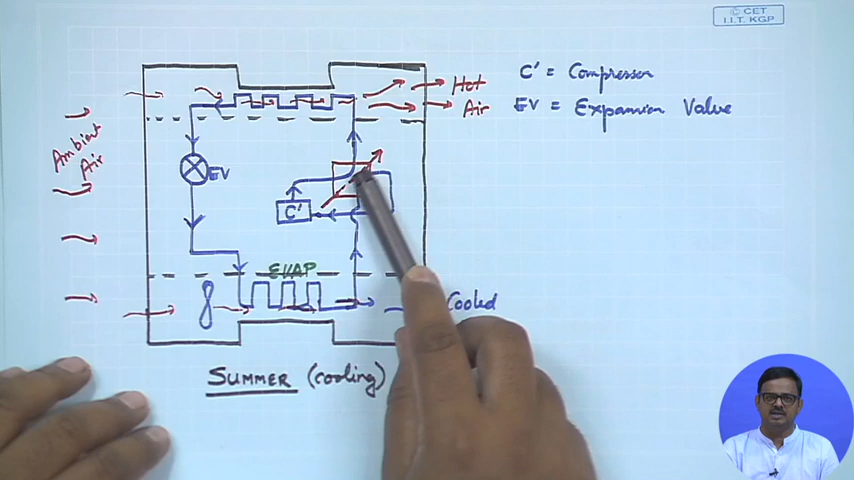 © CET
I.I.T. KGP
C' = Compressor
EV = Expansion Valve
Hot
Air
Ambient
Air
EV
C'
EVAP
Cooled
SUMMER (cooling)